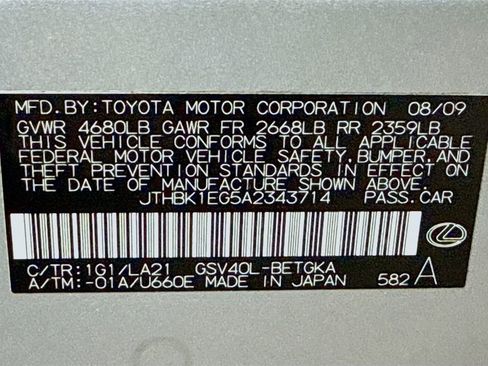 MFD. BY: TOYOTA MOTOR CORPORATION 08/09
GVWR 4680LB GAWR FR 2668LB RR 2359LB
THIS VEHICLE CONFORMS TO ALL APPLICABLE
FEDERAL MOTOR VEHICLE SAFETY, BUMPER, AND
THEFT PREVENTION STANDARDS IN EFFECT ON
THE DATE OF MANUFACTURE SHOWN ABOVE.
JTHBK1EG5A2343714 PASS. CAR
C/TR: 1G1/LA21 GSV40L-BETGKA
A/TM: -01A/U660E MADE IN JAPAN 582 A